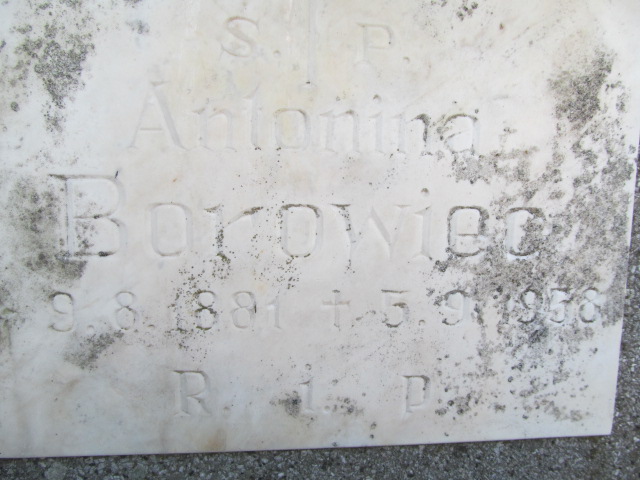 S. P.
Antonina
Borowiec
9.8.1881 † 5.9.1958
R. i. P.